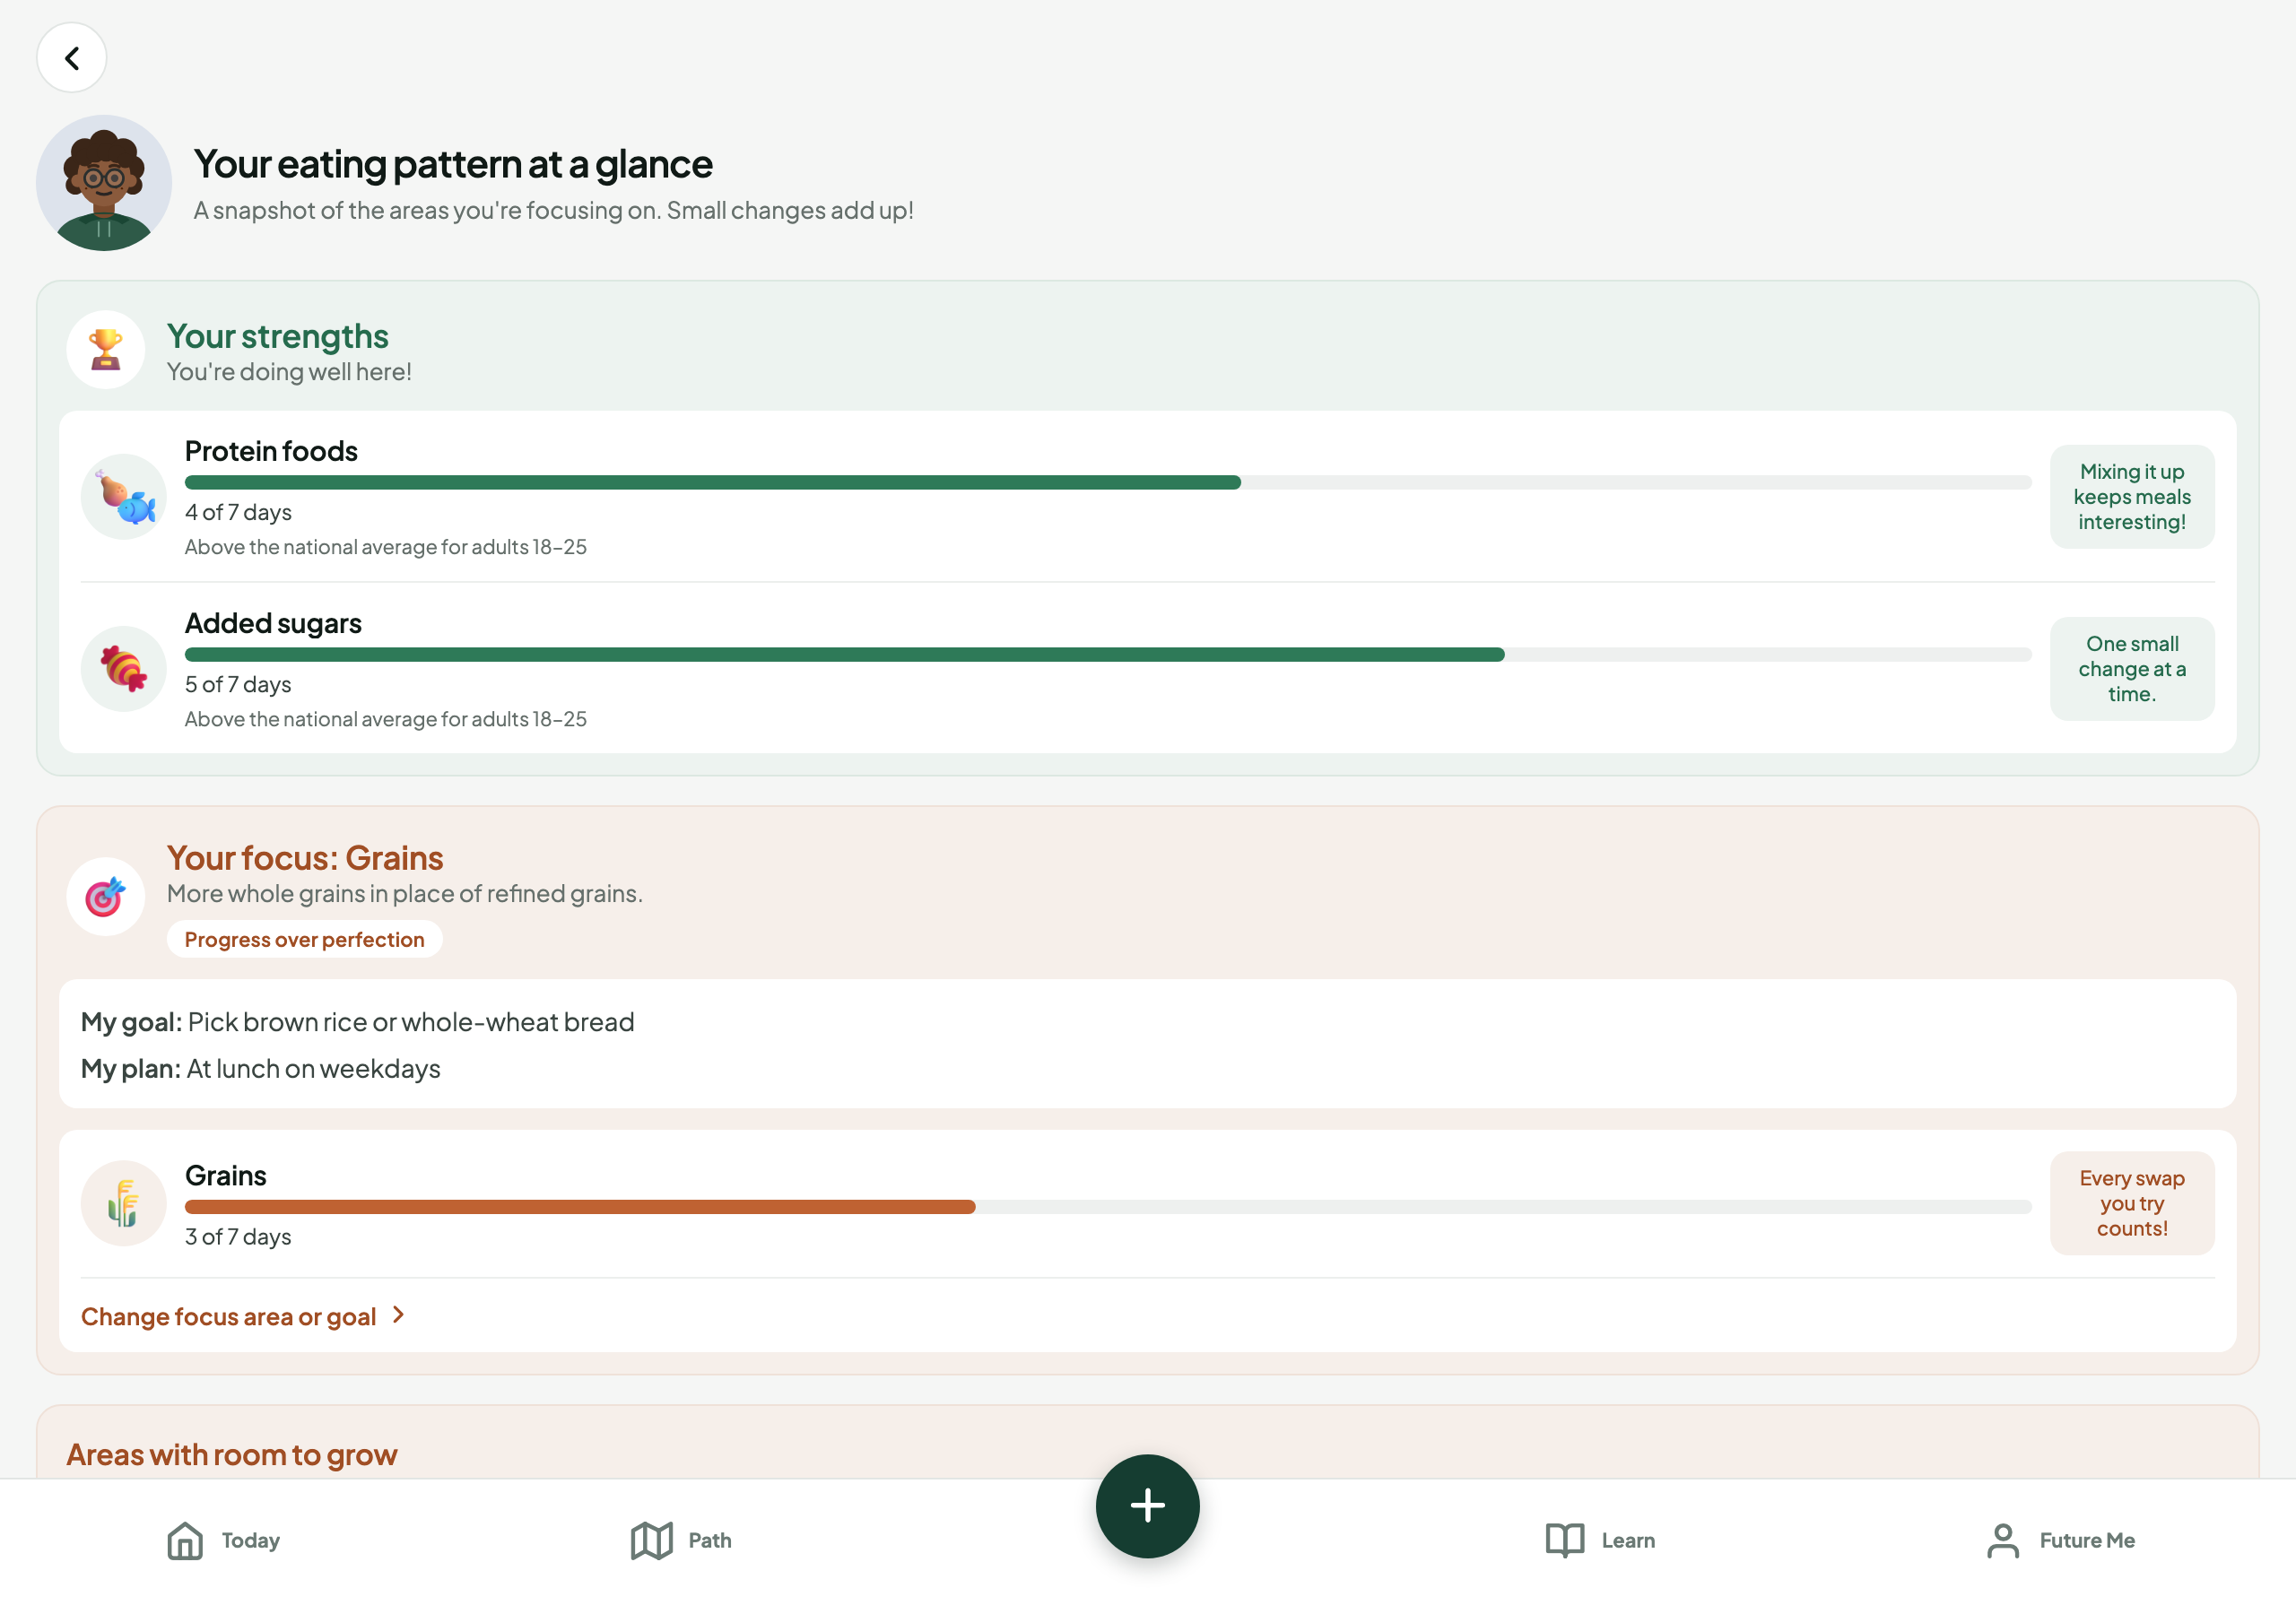 Your eating pattern at a glance
A snapshot of the areas you're focusing on. Small changes add up!
Your strengths
You're doing well here!
Protein foods
4 of 7 days
Above the national average for adults 18–25
Mixing it up
keeps meals
interesting!
Added sugars
5 of 7 days
Above the national average for adults 18–25
One small
change at a
time.
Your focus: Grains
More whole grains in place of refined grains.
Progress over perfection
My goal: Pick brown rice or whole-wheat bread
My plan: At lunch on weekdays
Grains
3 of 7 days
Every swap
you try
counts!
Change focus area or goal
Areas with room to grow
Today
Path
Learn
Future Me